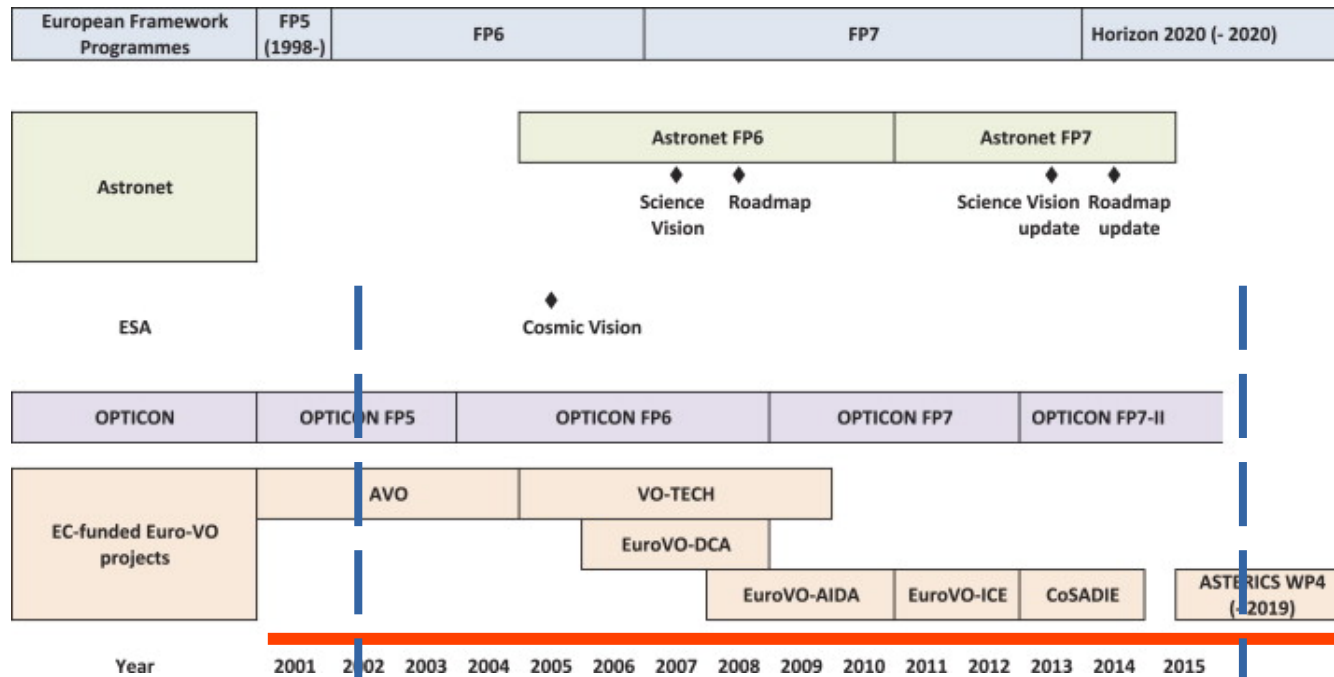 European Framework
Programmes
FP5
(1998-)
FP6
FP7
Horizon 2020 (- 2020)
Astronet
Astronet FP6
Astronet FP7
Science
Vision
Roadmap
Science Vision
update
Roadmap
update
ESA
Cosmic Vision
OPTICON
OPTICON FP5
OPTICON FP6
OPTICON FP7
OPTICON FP7-II
EC-funded Euro-VO
projects
AVO
VO-TECH
EuroVO-DCA
EuroVO-AIDA
EuroVO-ICE
CoSADIE
ASTERICS WP4
(- 2019)
Year
2001 2002 2003 2004 2005 2006 2007 2008 2009 2010 2011 2012 2013 2014 2015